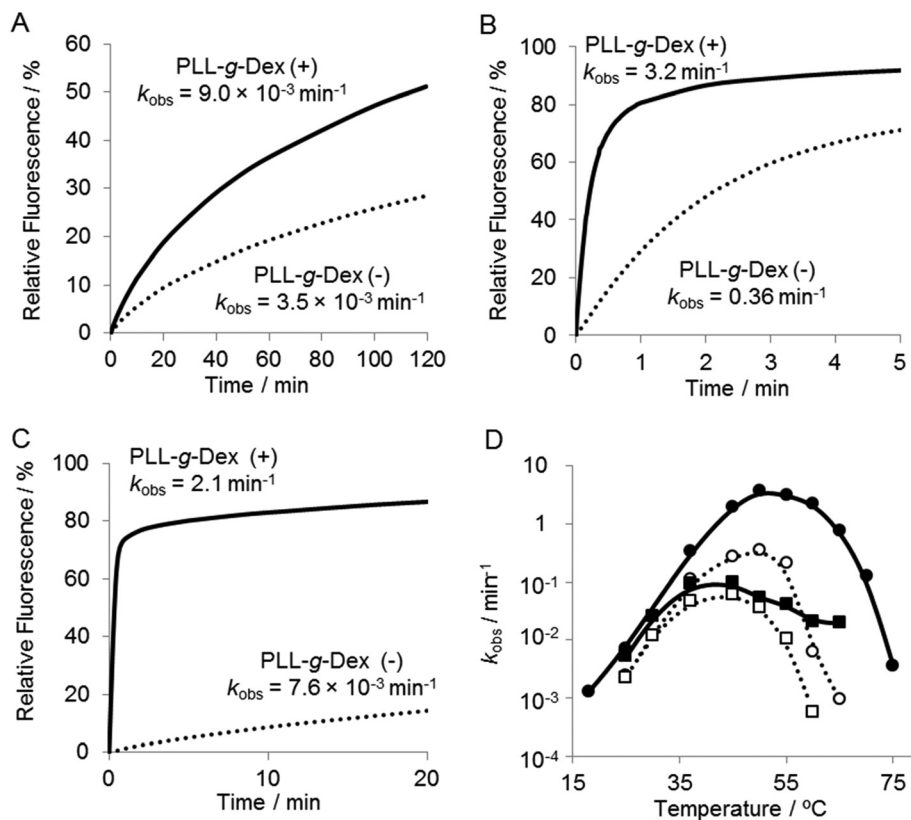 A
Relative Fluorescence / %
60
50
40
30
20
10
0
PLL-g-Dex (+)
kobs = 9.0 × 10-3 min-1
PLL-g-Dex (-)
kobs = 3.5 × 10-3 min-1
0 20 40 60 80 100 120
Time / min
B
Relative Fluorescence / %
100
80
60
40
20
0
PLL-g-Dex (+)
kobs = 3.2 min-1
PLL-g-Dex (-)
kobs = 0.36 min-1
0 1 2 3 4 5
Time / min
C
Relative Fluorescence / %
100
80
60
40
20
0
PLL-g-Dex (+)
kobs = 2.1 min-1
PLL-g-Dex (-)
kobs = 7.6 × 10-3 min-1
0 10 20
Time / min
D
kobs / min-1
10
1
10-1
10-2
10-3
10-4
15 35 55 75
Temperature / ºC